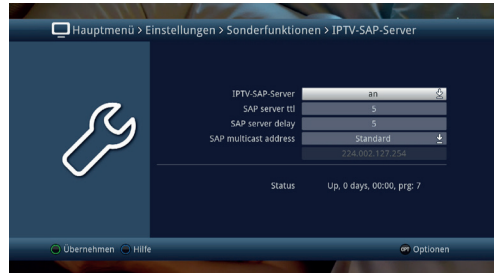 Hauptmenü > Einstellungen > Sonderfunktionen > IPTV-SAP-Server
IPTV-SAP-Server an
SAP server ttl 5
SAP server delay 5
SAP multicast address Standard
224.002.127.254
Status Up, 0 days, 00:00, prg: 7
Übernehmen Hilfe OPT Optionen